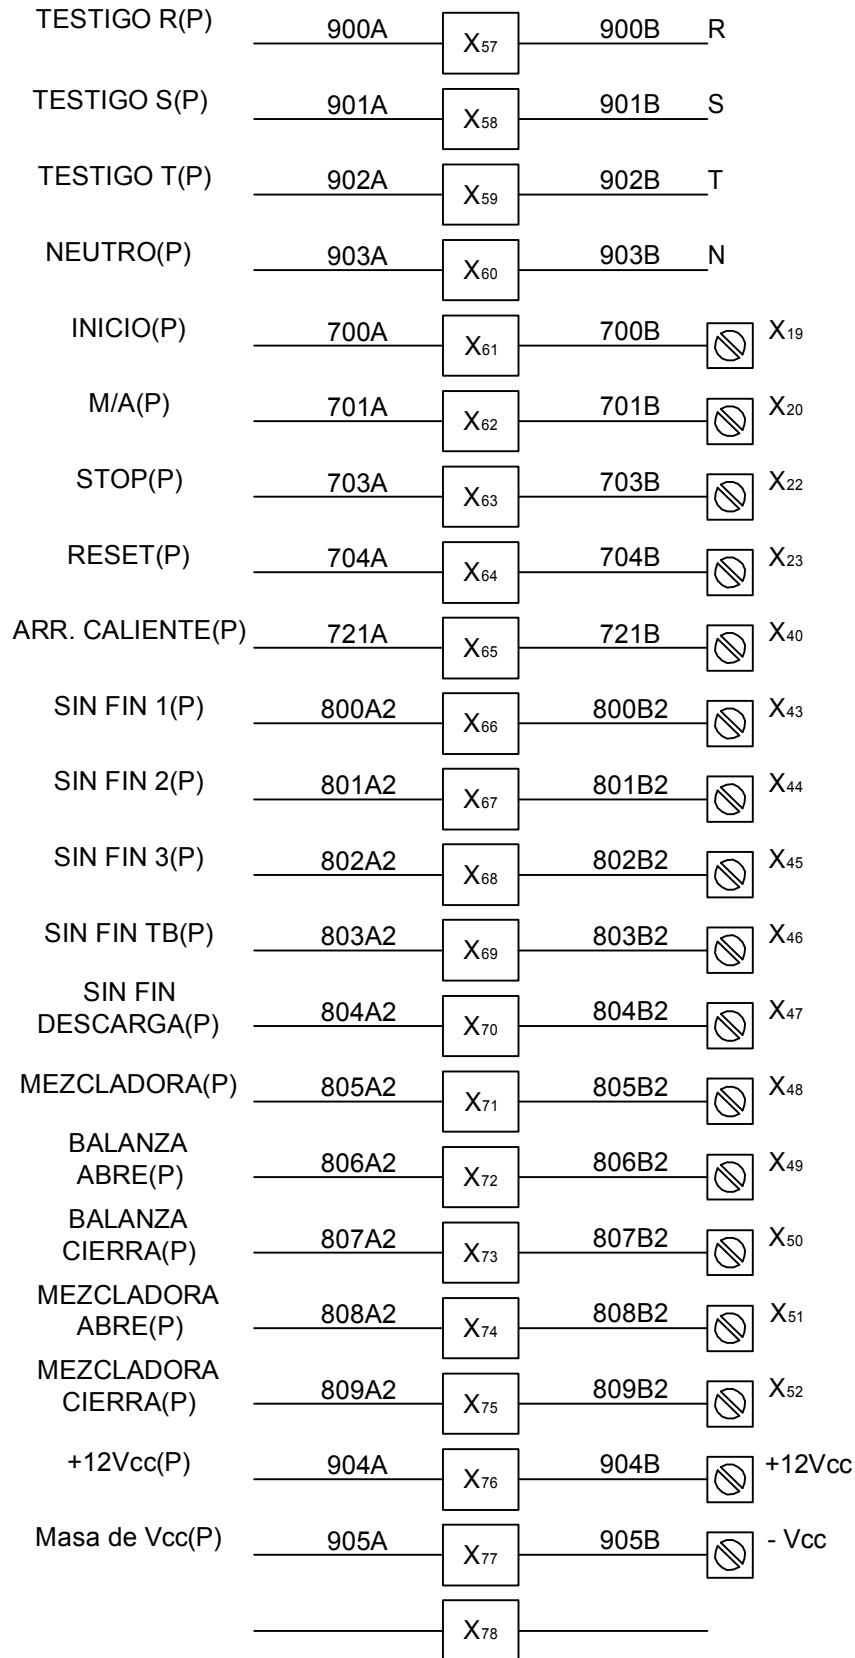 TESTIGO R(P) 900A X57 900B R
TESTIGO S(P) 901A X58 901B S
TESTIGO T(P) 902A X59 902B T
NEUTRO(P) 903A X60 903B N
INICIO(P) 700A X61 700B X19
M/A(P) 701A X62 701B X20
STOP(P) 703A X63 703B X22
RESET(P) 704A X64 704B X23
ARR. CALIENTE(P) 721A X65 721B X40
SIN FIN 1(P) 800A2 X66 800B2 X43
SIN FIN 2(P) 801A2 X67 801B2 X44
SIN FIN 3(P) 802A2 X68 802B2 X45
SIN FIN TB(P) 803A2 X69 803B2 X46
SIN FIN
DESCARGA(P) 804A2 X70 804B2 X47
MEZCLADORA(P) 805A2 X71 805B2 X48
BALANZA
ABRE(P) 806A2 X72 806B2 X49
BALANZA
CIERRA(P) 807A2 X73 807B2 X50
MEZCLADORA
ABRE(P) 808A2 X74 808B2 X51
MEZCLADORA
CIERRA(P) 809A2 X75 809B2 X52
+12Vcc(P) 904A X76 904B +12Vcc
Masa de Vcc(P) 905A X77 905B - Vcc
X78